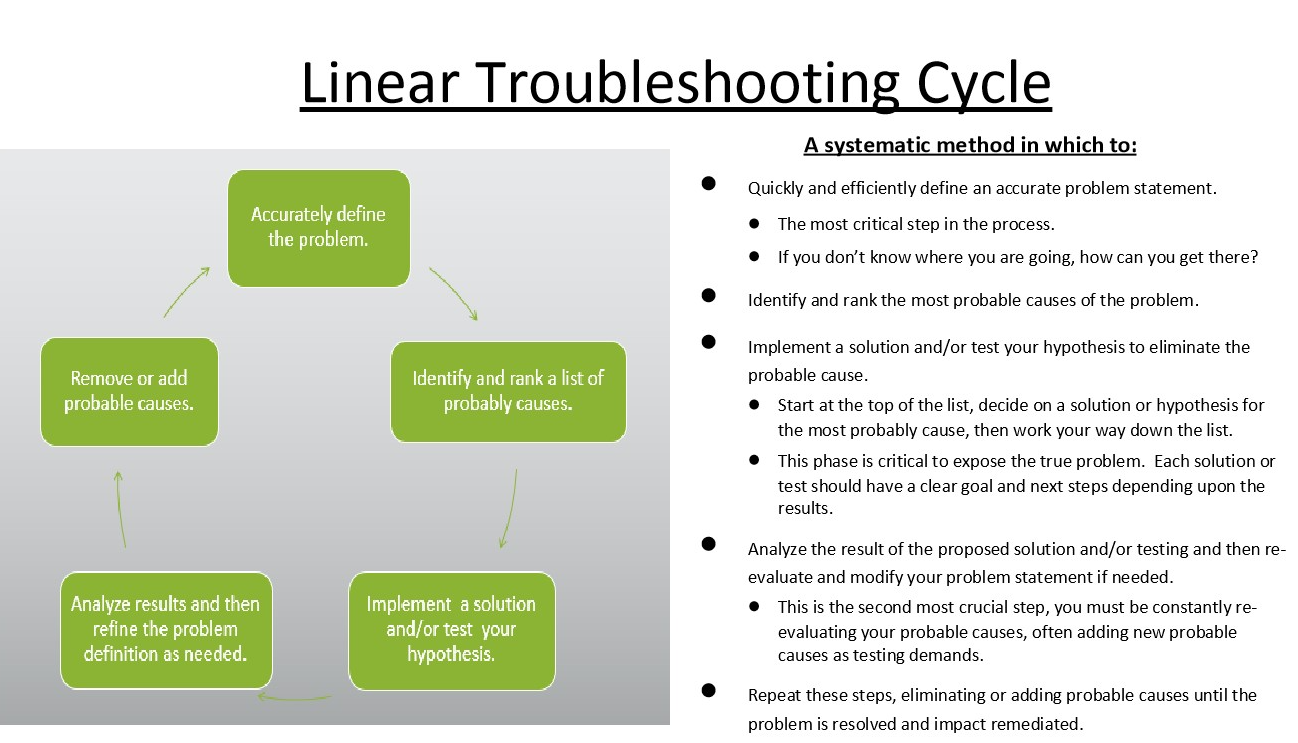 Linear Troubleshooting Cycle
Accurately define
the problem.
Identify and rank a list of
probably causes.
Implement  a solution
and/or test  your
hypothesis.
Analyze results and then
refine the problem
definition as needed.
Remove or add
probable causes.
A systematic method in which to:
● Quickly and efficiently define an accurate problem statement.
● The most critical step in the process.
● If you don’t know where you are going, how can you get there?
● Identify and rank the most probable causes of the problem.
● Implement a solution and/or test your hypothesis to eliminate the
probable cause.
● Start at the top of the list, decide on a solution or hypothesis for
the most probably cause, then work your way down the list.
● This phase is critical to expose the true problem.  Each solution or
test should have a clear goal and next steps depending upon the
results.
● Analyze the result of the proposed solution and/or testing and then re-
evaluate and modify your problem statement if needed.
● This is the second most crucial step, you must be constantly re-
evaluating your probable causes, often adding new probable
causes as testing demands.
● Repeat these steps, eliminating or adding probable causes until the
problem is resolved and impact remediated.